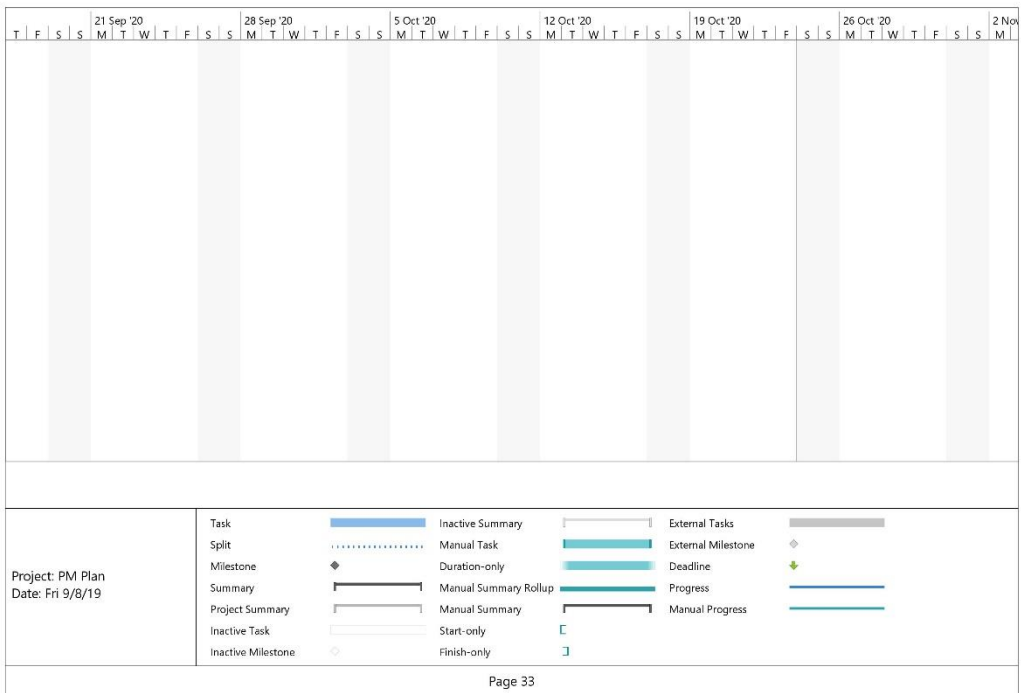 21 Sep '20 28 Sep '20 5 Oct '20 12 Oct '20 19 Oct '20 26 Oct '20 2 Nov
T F S S M T W T F S S M T W T F S S M T W T F S S M T W T F S S M T W T F S S M T W T F S S M
Project: PM Plan
Date: Fri 9/8/19
Task
Split
Milestone
Summary
Project Summary
Inactive Task
Inactive Milestone
Inactive Summary
Manual Task
Duration-only
Manual Summary Rollup
Manual Summary
Start-only
Finish-only
External Tasks
External Milestone
Deadline
Progress
Manual Progress
Page 33